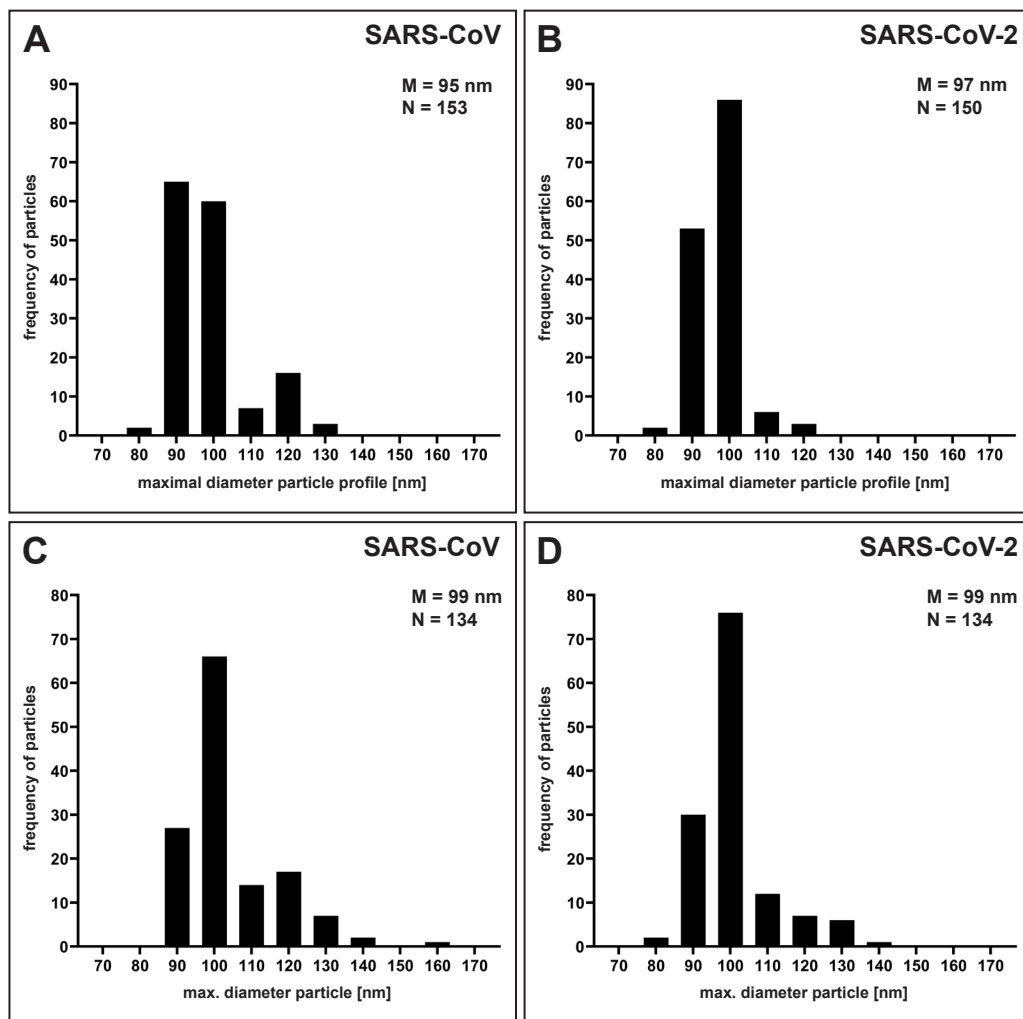 A
SARS-CoV
M = 95 nm
N = 153
frequency of particles
90
80
70
60
50
40
30
20
10
0
70 80 90 100 110 120 130 140 150 160 170
maximal diameter particle profile [nm]
B
SARS-CoV-2
M = 97 nm
N = 150
frequency of particles
90
80
70
60
50
40
30
20
10
0
70 80 90 100 110 120 130 140 150 160 170
maximal diameter particle profile [nm]
C
SARS-CoV
M = 99 nm
N = 134
frequency of particles
80
70
60
50
40
30
20
10
0
70 80 90 100 110 120 130 140 150 160 170
max. diameter particle [nm]
D
SARS-CoV-2
M = 99 nm
N = 134
frequency of particles
80
70
60
50
40
30
20
10
0
70 80 90 100 110 120 130 140 150 160 170
max. diameter particle [nm]